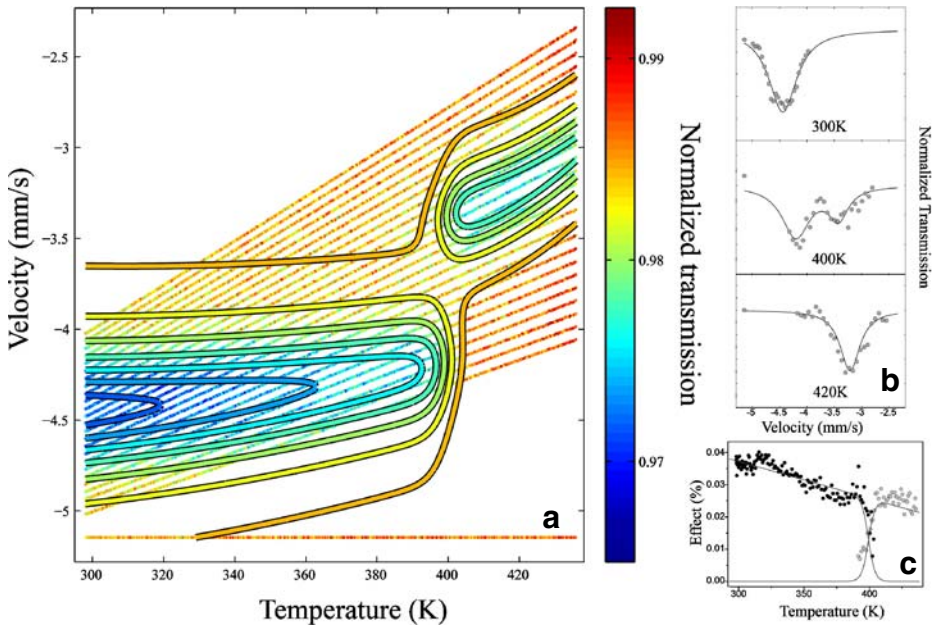 Velocity (mm/s)
-2.5
-3
-3.5
-4
-4.5
-5
300
320
340
360
380
400
420
Temperature (K)
a
0.99
0.98
0.97
Normalized transmission
300K
400K
420K
b
-5
-4.5
-4
-3.5
-3
-2.5
Velocity (mm/s)
Normalized Transmission
Effect (%)
0.04
0.03
0.02
0.01
0.00
300
350
400
Temperature (K)
c